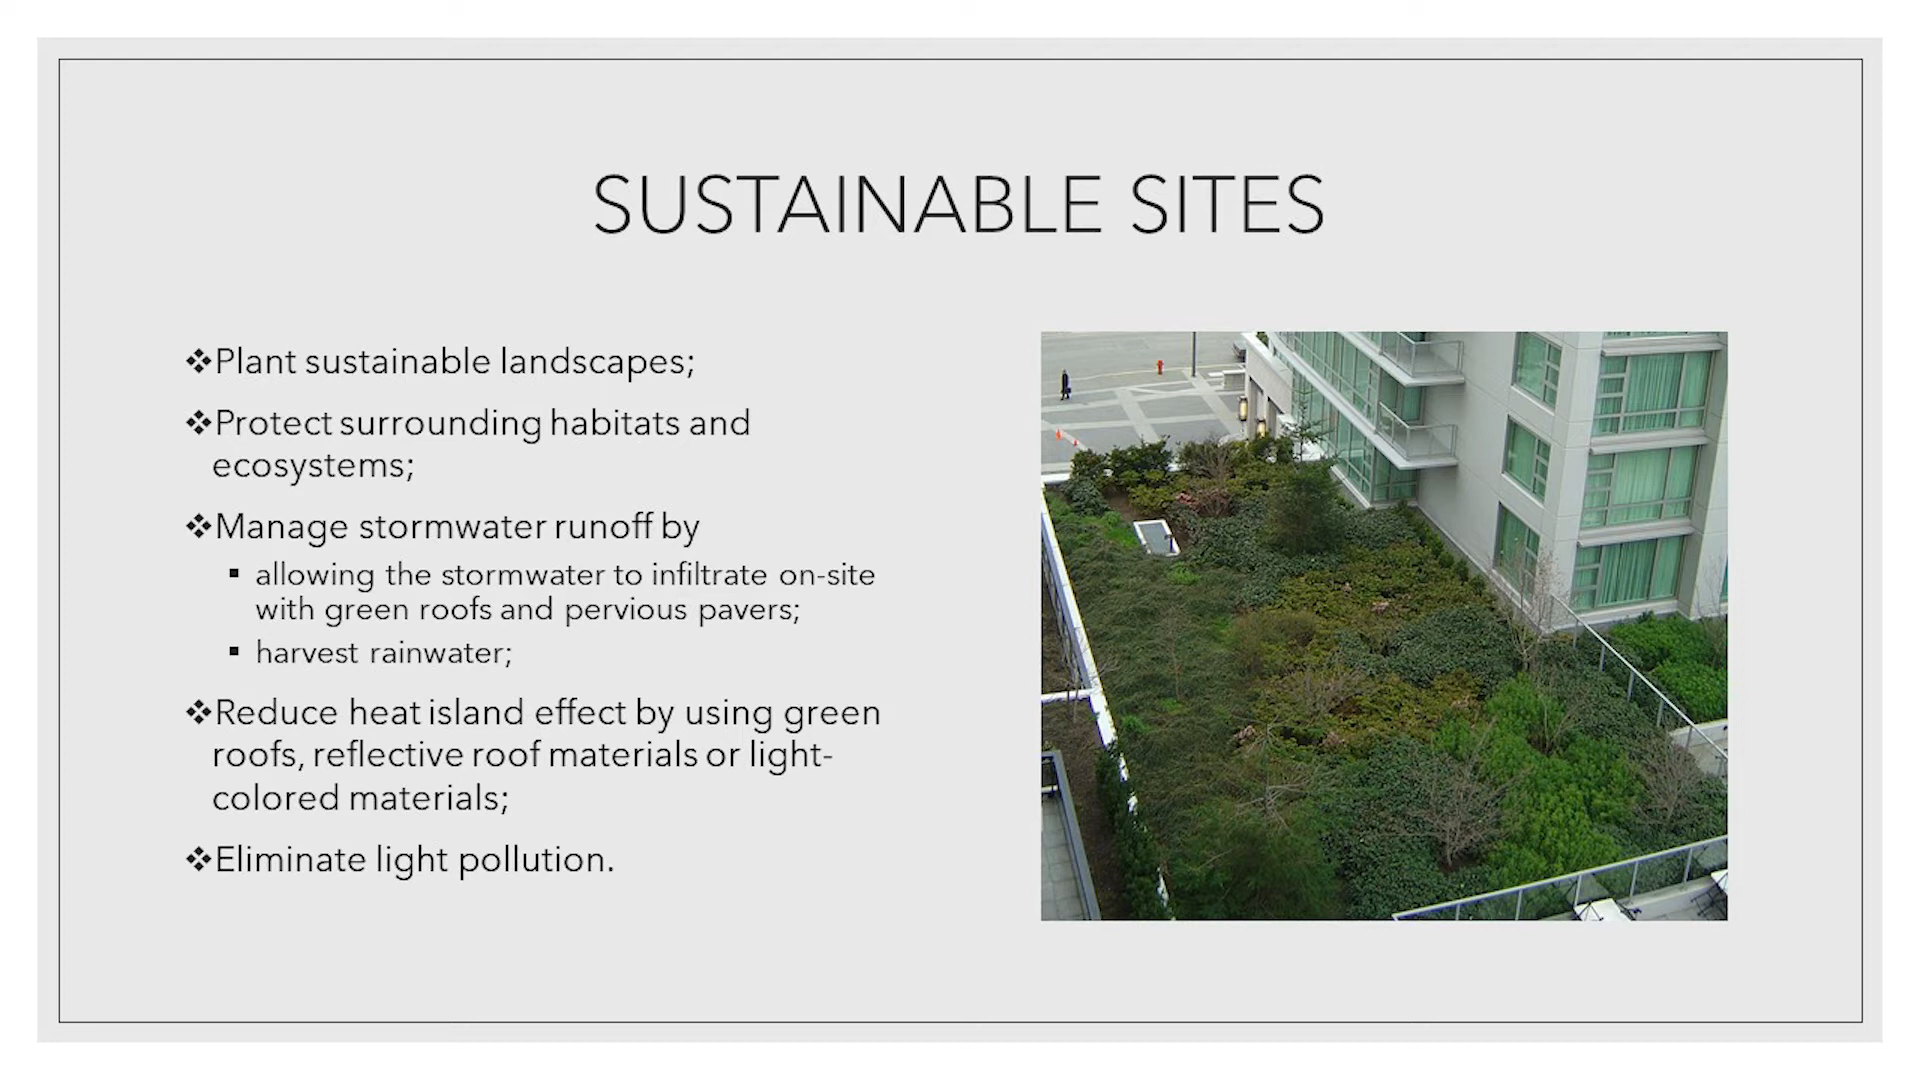 SUSTAINABLE SITES
❖Plant sustainable landscapes;
❖Protect surrounding habitats and
ecosystems;
❖Manage stormwater runoff by
▪ allowing the stormwater to infiltrate on-site
with green roofs and pervious pavers;
▪ harvest rainwater;
❖Reduce heat island effect by using green
roofs, reflective roof materials or light-
colored materials;
❖Eliminate light pollution.